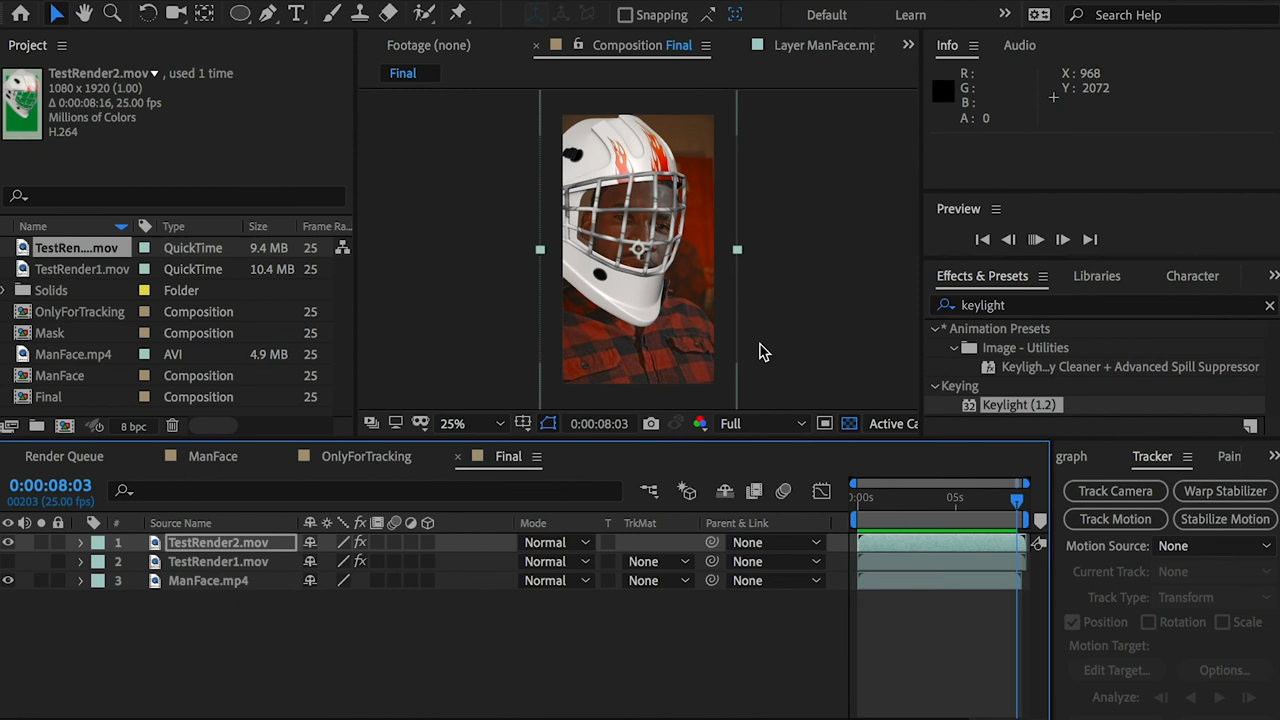 Snapping
Default
Learn
Search Help
Project
TestRender2.mov, used 1 time
1080 x 1920 (1.00)
Δ 0:00:08:16, 25.00 fps
Millions of Colors
H.264
Name Type Size Frame Ra
TestRen....mov QuickTime 9.4 MB 25
TestRender1.mov QuickTime 10.4 MB 25
Solids Folder
OnlyForTracking Composition 25
Mask Composition 25
ManFace.mp4 AVI 4.9 MB 25
ManFace Composition 25
Final Composition 25
8 bpc
Footage (none)
Composition Final
Layer ManFace.mp
Final
25%
0:00:08:03
Full
Active Ca
Info Audio
R:
G:
B:
A: 0
X: 968
Y: 2072
Preview
Effects & Presets Libraries Character
keylight
* Animation Presets
Image - Utilities
Keyligh...y Cleaner + Advanced Spill Suppressor
Keying
32 Keylight (1.2)
Render Queue ManFace OnlyForTracking Final
0:00:08:03
00203 (25.00 fps)
# Source Name fx Mode T TrkMat Parent & Link
:00s 05s
1 TestRender2.mov fx Normal None
2 TestRender1.mov fx Normal None None
3 ManFace.mp4 Normal None None
graph Tracker Pain
Track Camera Warp Stabilizer
Track Motion Stabilize Motion
Motion Source: None
Current Track: None
Track Type: Transform
Position Rotation Scale
Motion Target:
Edit Target... Options...
Analyze: